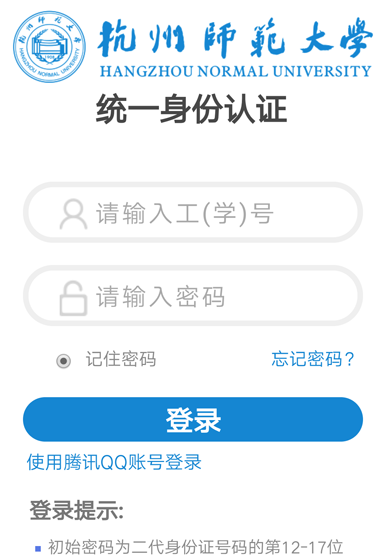 杭州師範大學
HANGZHOU NORMAL UNIVERSITY
统一身份认证
请输入工(学)号
请输入密码
记住密码
忘记密码?
登录
使用腾讯QQ账号登录
登录提示:
初始密码为二代身份证号码的第12-17位